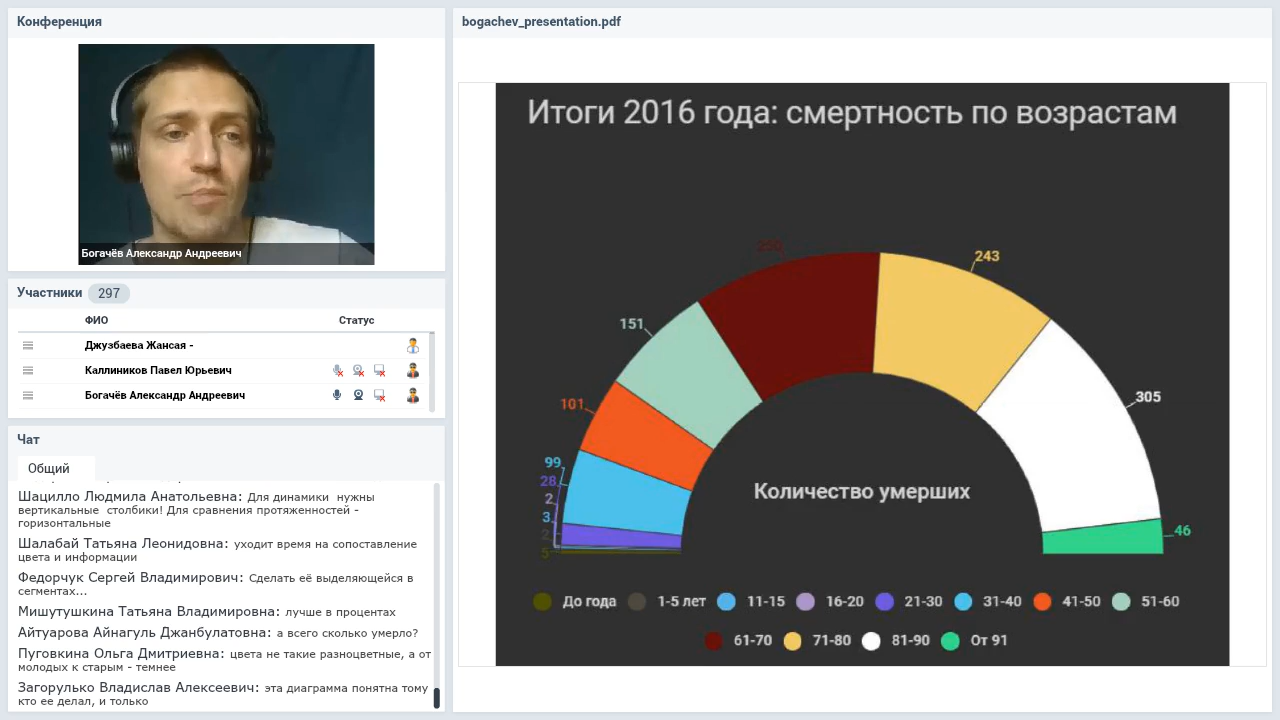 Конференция
Богачёв Александр Андреевич
Участники 297
ФИО Статус
Джузбаева Жансая -
Каллиников Павел Юрьевич
Богачёв Александр Андреевич
Чат
Общий
Шацилло Людмила Анатольевна: Для динамики нужны
вертикальные столбики! Для сравнения протяженностей -
горизонтальные
Шалабай Татьяна Леонидовна: уходит время на сопоставление
цвета и информации
Федорчук Сергей Владимирович: Сделать её выделяющейся в
сегментах...
Мишутушкина Татьяна Владимировна: лучше в процентах
Айтуарова Айнагуль Джанбулатовна: а всего сколько умерло?
Пуговкина Ольга Дмитриевна: цвета не такие разноцветные, а от
молодых к старым - темнее
Загорулько Владислав Алексеевич: эта диаграмма понятна тому
кто ее делал, и только
bogachev_presentation.pdf
Итоги 2016 года: смертность по возрастам
243
151
305
101
99
28
2
3
2
5
46
Количество умерших
До года 1-5 лет 11-15 16-20 21-30 31-40 41-50 51-60
61-70 71-80 81-90 От 91